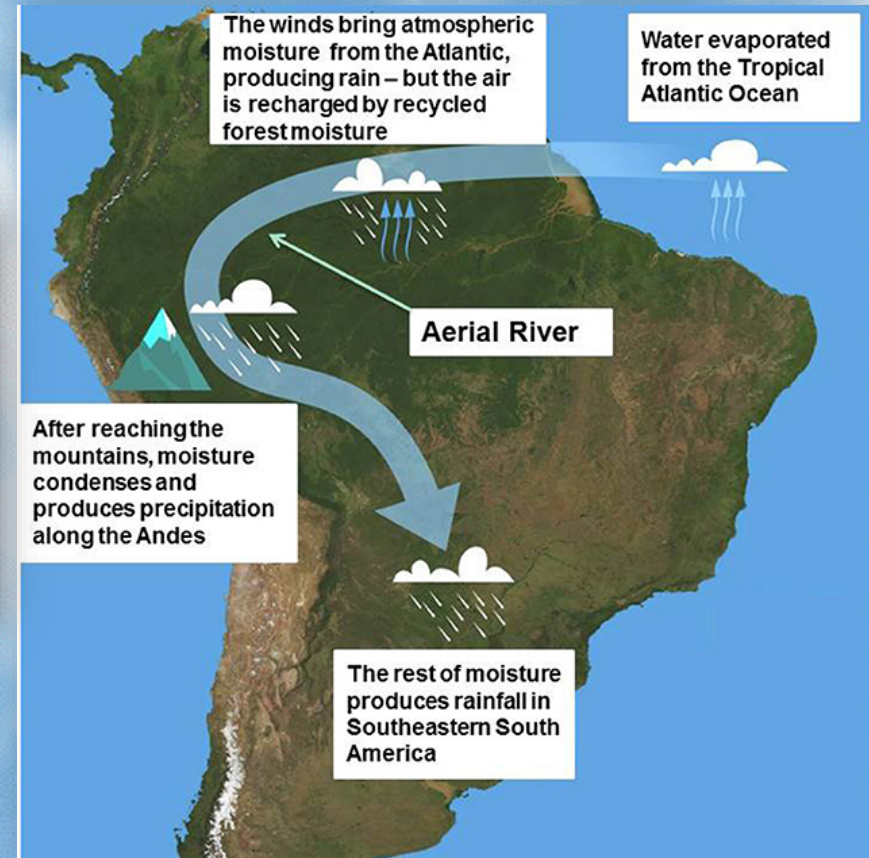 The winds bring atmospheric
moisture from the Atlantic,
producing rain – but the air
is recharged by recycled
forest moisture
Water evaporated
from the Tropical
Atlantic Ocean
Aerial River
After reaching the
mountains, moisture
condenses and
produces precipitation
along the Andes
The rest of moisture
produces rainfall in
Southeastern South
America